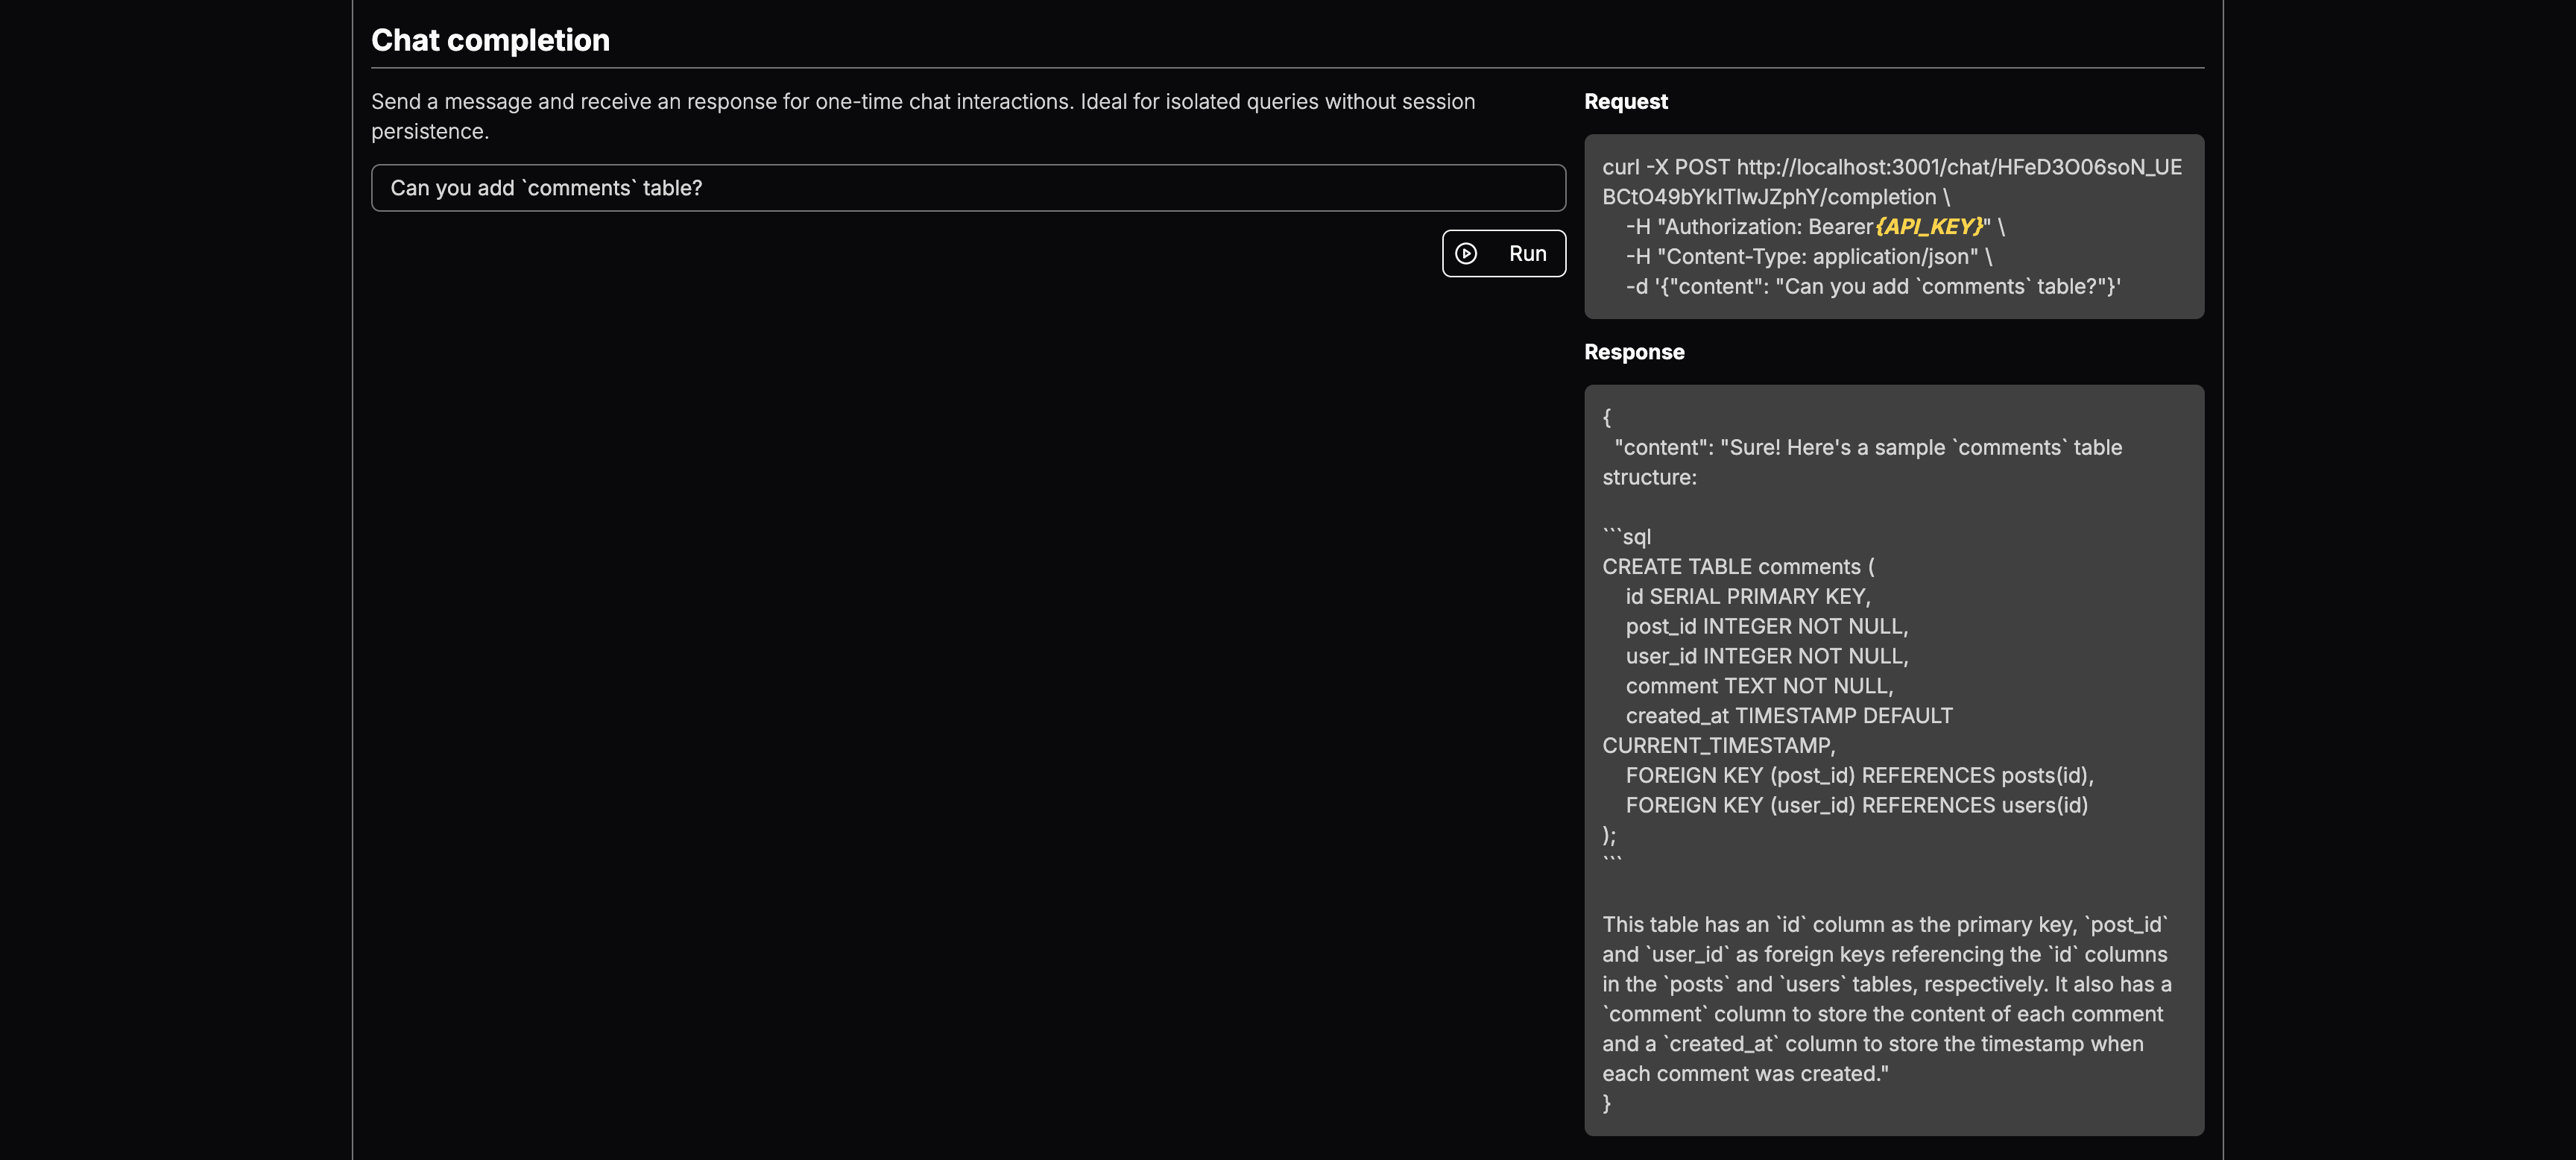 Chat completion
Send a message and receive an response for one-time chat interactions. Ideal for isolated queries without session
persistence.
Can you add `comments` table?
Run
Request
curl -X POST http://localhost:3001/chat/HFeD3O06soN_UE
BCtO49bYkITlwJZphY/completion \
    -H "Authorization: Bearer{API_KEY}" \
    -H "Content-Type: application/json" \
    -d '{"content": "Can you add `comments` table?"}'
Response
{
  "content": "Sure! Here's a sample `comments` table
structure:
```sql
CREATE TABLE comments (
    id SERIAL PRIMARY KEY,
    post_id INTEGER NOT NULL,
    user_id INTEGER NOT NULL,
    comment TEXT NOT NULL,
    created_at TIMESTAMP DEFAULT
CURRENT_TIMESTAMP,
    FOREIGN KEY (post_id) REFERENCES posts(id),
    FOREIGN KEY (user_id) REFERENCES users(id)
);
```
This table has an `id` column as the primary key, `post_id`
and `user_id` as foreign keys referencing the `id` columns
in the `posts` and `users` tables, respectively. It also has a
`comment` column to store the content of each comment
and a `created_at` column to store the timestamp when
each comment was created."
}